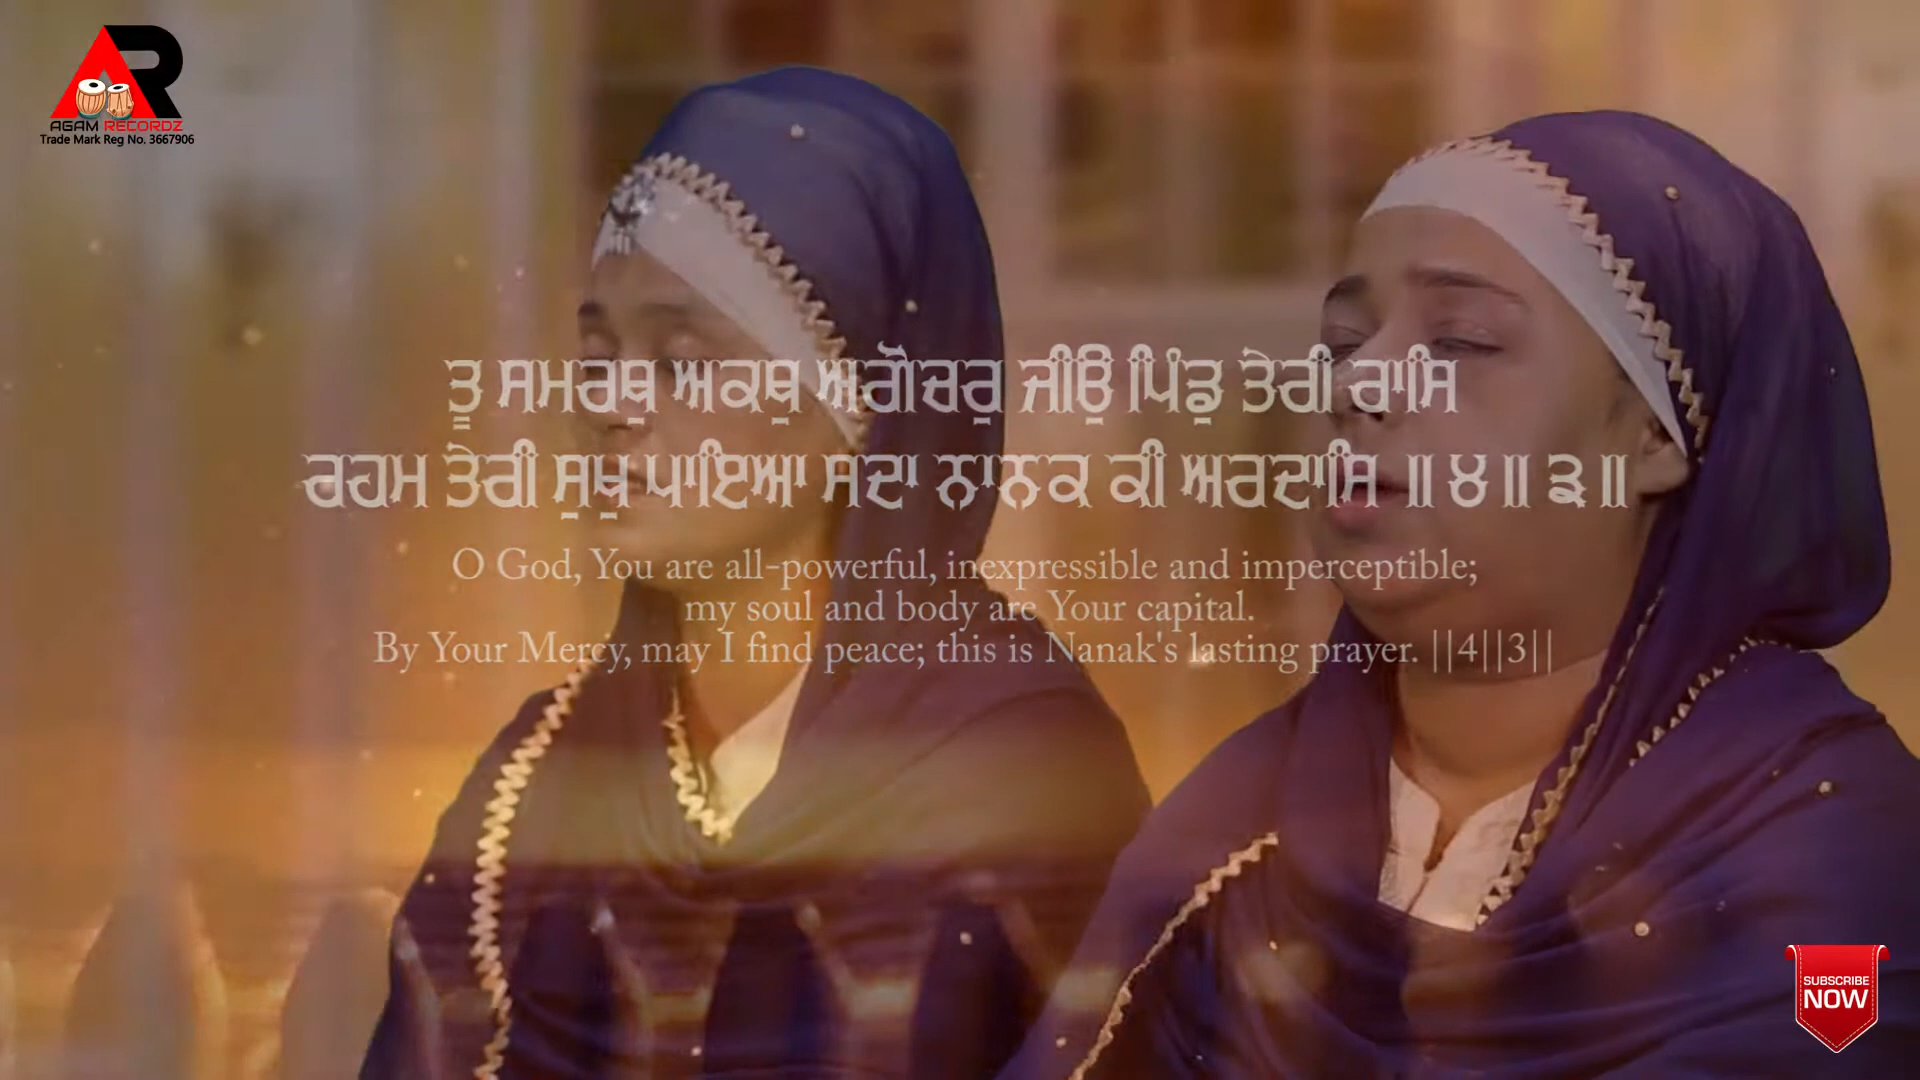 AGAM RECORDZ
Trade Mark Reg No. 3667906
ਤੂ ਸਮਰਥੁ ਅਕਥੁ ਅਗੋਚਰੁ ਜੀਉ ਪਿੰਡੁ ਤੇਰੀ ਰਾਸਿ
ਰਹਮ ਤੇਰੀ ਸੁਖੁ ਪਾਇਆ ਸਦਾ ਨਾਨਕ ਕੀ ਅਰਦਾਸਿ ॥੪॥੩॥
O God, You are all-powerful, inexpressible and imperceptible;
my soul and body are Your capital.
By Your Mercy, may I find peace; this is Nanak's lasting prayer. ||4||3||
SUBSCRIBE
NOW